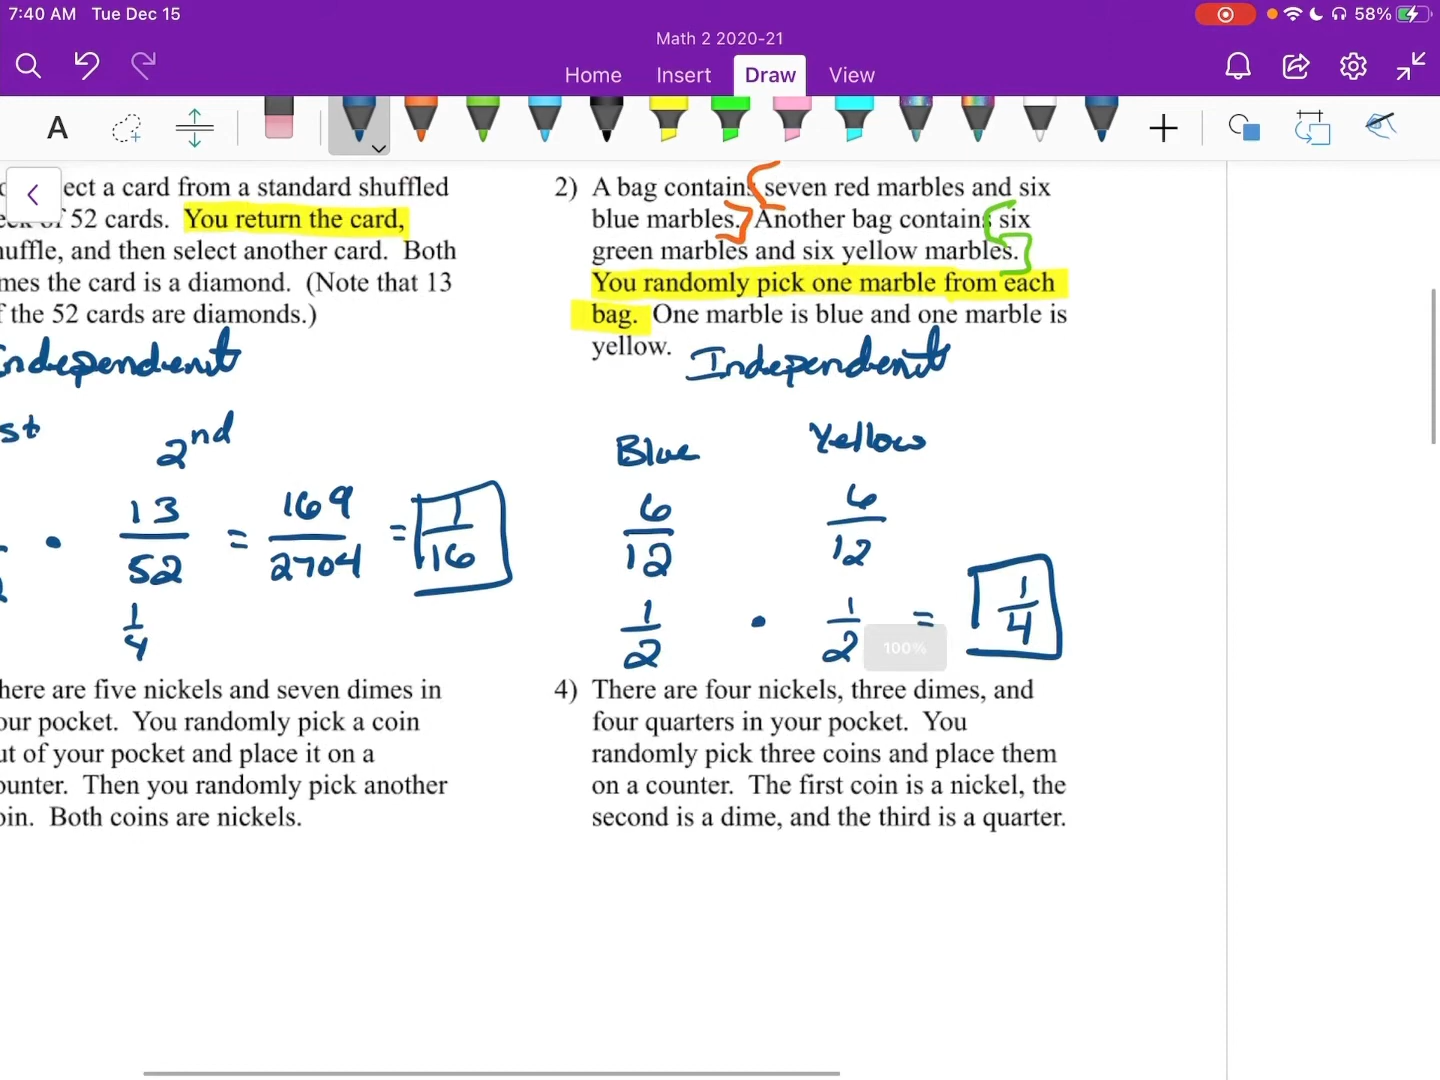 7:40 AM Tue Dec 15
58%
Math 2 2020-21
Home Insert Draw View
A
ect a card from a standard shuffled
of 52 cards. You return the card,
uffle, and then select another card. Both
mes the card is a diamond. (Note that 13
f the 52 cards are diamonds.)
Independent
st 2nd
13/52 = 169/2704 = 1/16
1/4
2) A bag contains seven red marbles and six
blue marbles. Another bag contains six
green marbles and six yellow marbles.
You randomly pick one marble from each
bag. One marble is blue and one marble is
yellow.
Independent
Blue Yellow
6/12 6/12
1/2 • 1/2 = 1/4
100%
here are five nickels and seven dimes in
our pocket. You randomly pick a coin
ut of your pocket and place it on a
ounter. Then you randomly pick another
oin. Both coins are nickels.
4) There are four nickels, three dimes, and
four quarters in your pocket. You
randomly pick three coins and place them
on a counter. The first coin is a nickel, the
second is a dime, and the third is a quarter.